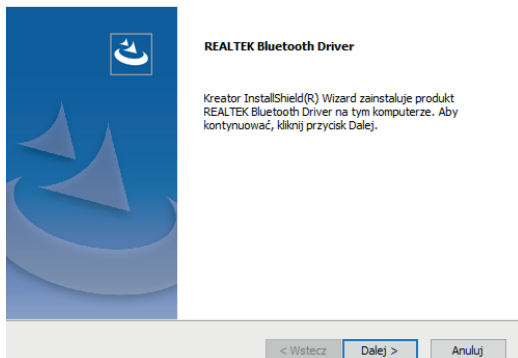 REALTEK Bluetooth Driver
Kreator InstallShield(R) Wizard zainstaluje produkt
REALTEK Bluetooth Driver na tym komputerze. Aby
kontynuować, kliknij przycisk Dalej.
< Wstecz Dalej > Anuluj